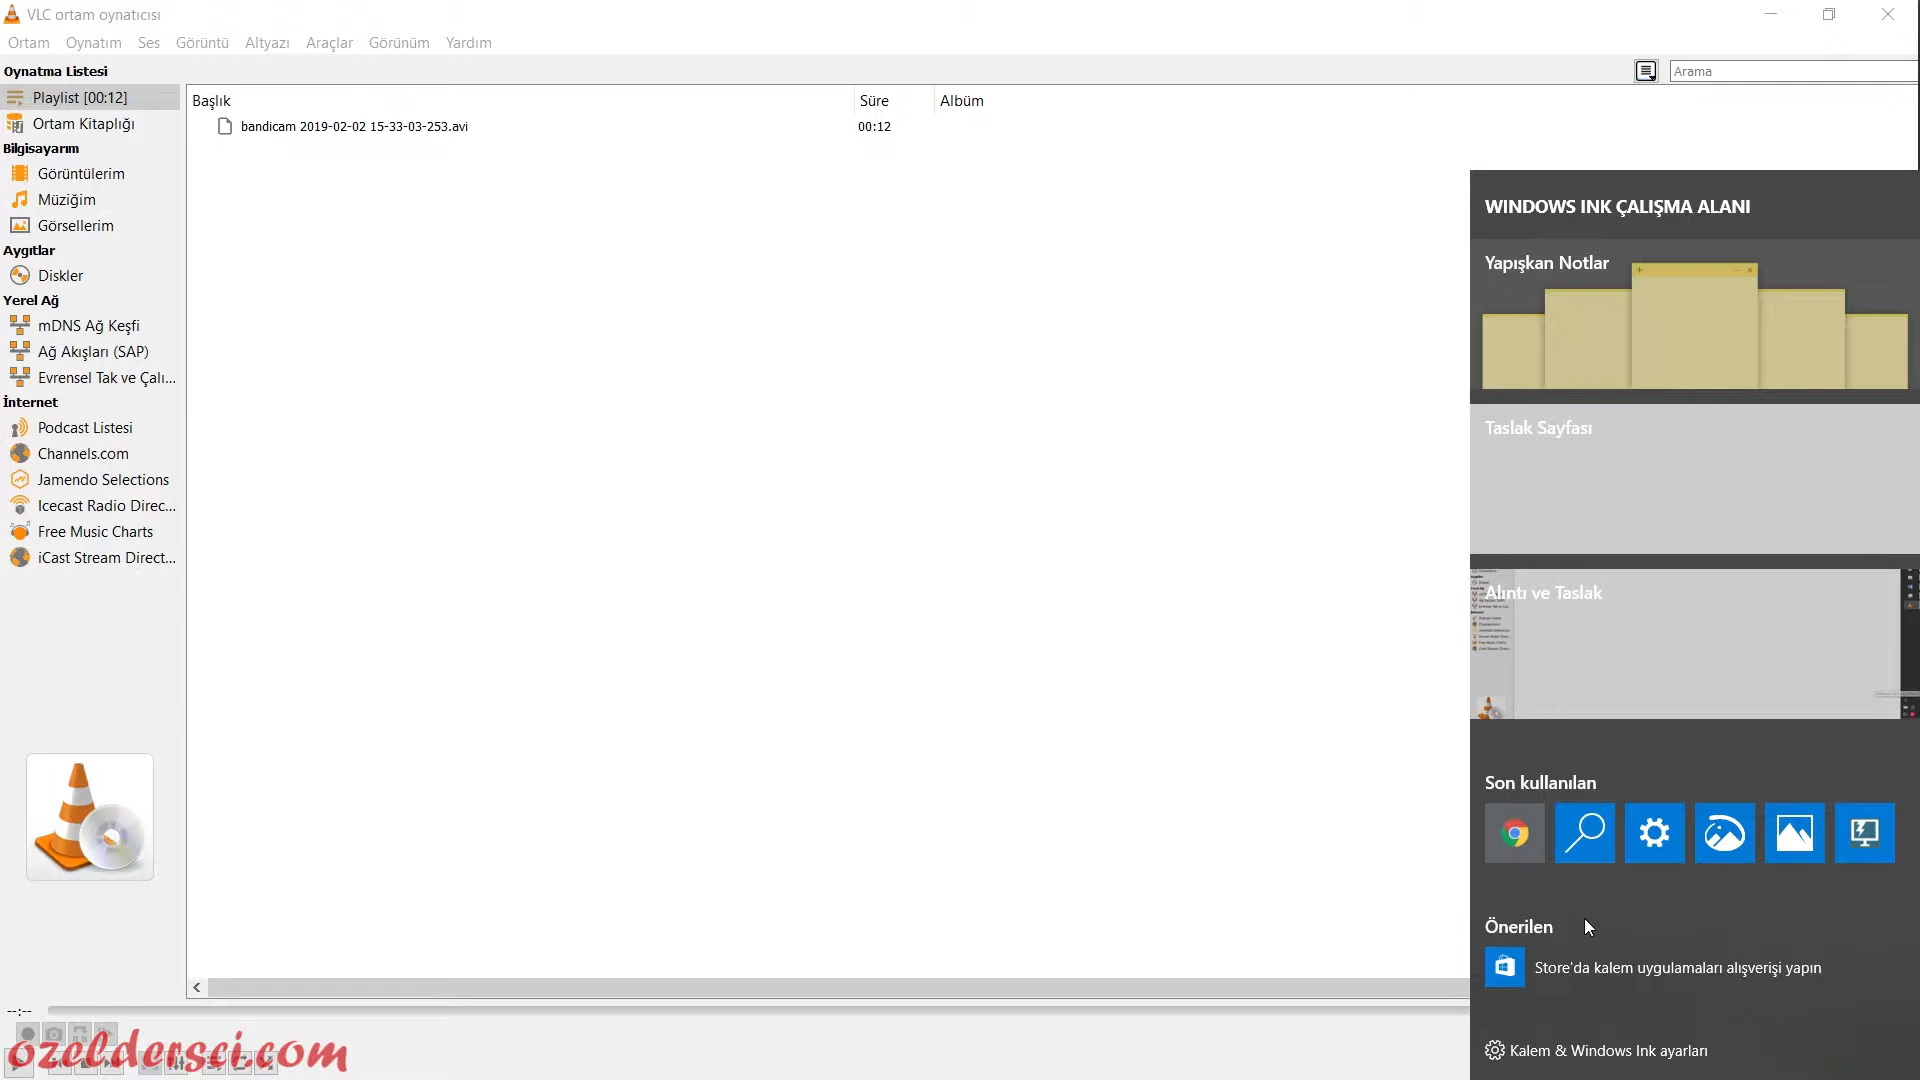 VLC ortam oynatıcısı
Ortam Oynatım Ses Görüntü Altyazı Araçlar Görünüm Yardım
Oynatma Listesi
Arama
Playlist [00:12]
Ortam Kitaplığı
Bilgisayarım
Görüntülerim
Müziğim
Görsellerim
Aygıtlar
Diskler
Yerel Ağ
mDNS Ağ Keşfi
Ağ Akışları (SAP)
Evrensel Tak ve Çalı...
İnternet
Podcast Listesi
Channels.com
Jamendo Selections
Icecast Radio Direc...
Free Music Charts
iCast Stream Direct...
Başlık Süre Albüm
bandicam 2019-02-02 15-33-03-253.avi 00:12
WINDOWS INK ÇALIŞMA ALANI
Yapışkan Notlar
Taslak Sayfası
Alıntı ve Taslak
Son kullanılan
Önerilen
Store'da kalem uygulamaları alışverişi yapın
Kalem & Windows Ink ayarları
--:--
ozeldersci.com